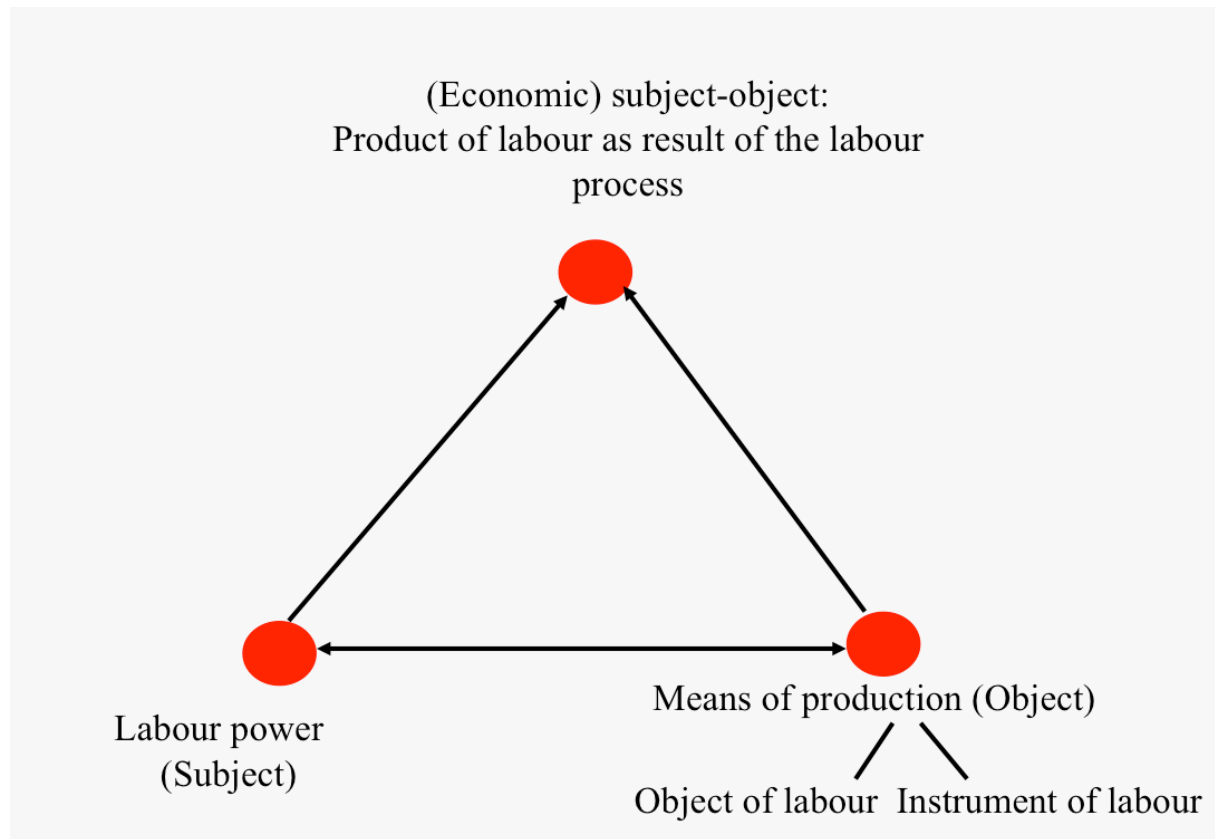 (Economic) subject-object:
Product of labour as result of the labour
process
Means of production (Object)
Labour power
(Subject)
Object of labour
Instrument of labour